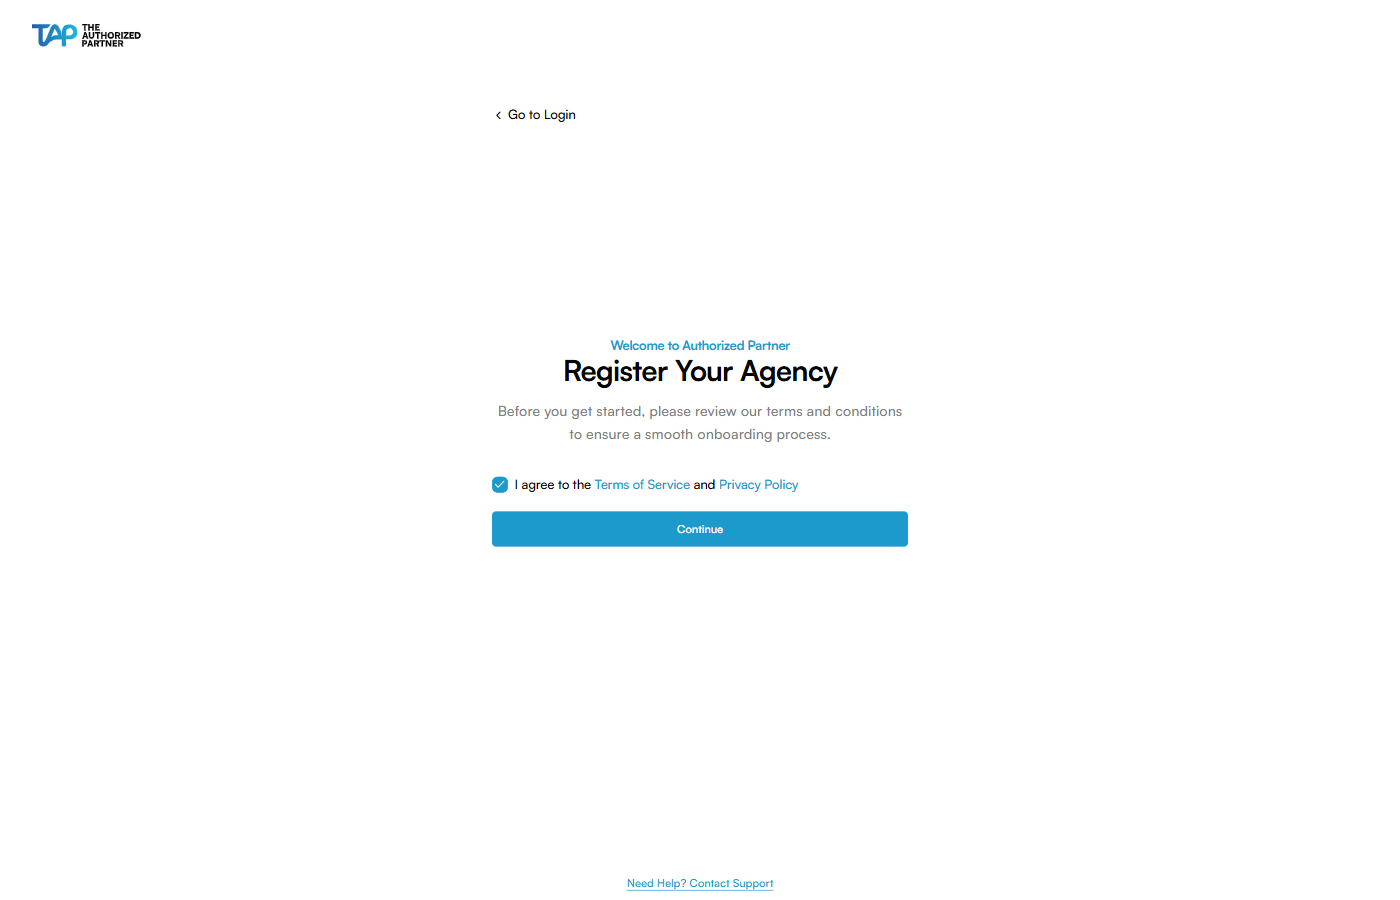 TAP THE
AUTHORIZED
PARTNER
Go to Login
Welcome to Authorized Partner
Register Your Agency
Before you get started, please review our terms and conditions
to ensure a smooth onboarding process.
I agree to the Terms of Service and Privacy Policy
Continue
Need Help? Contact Support